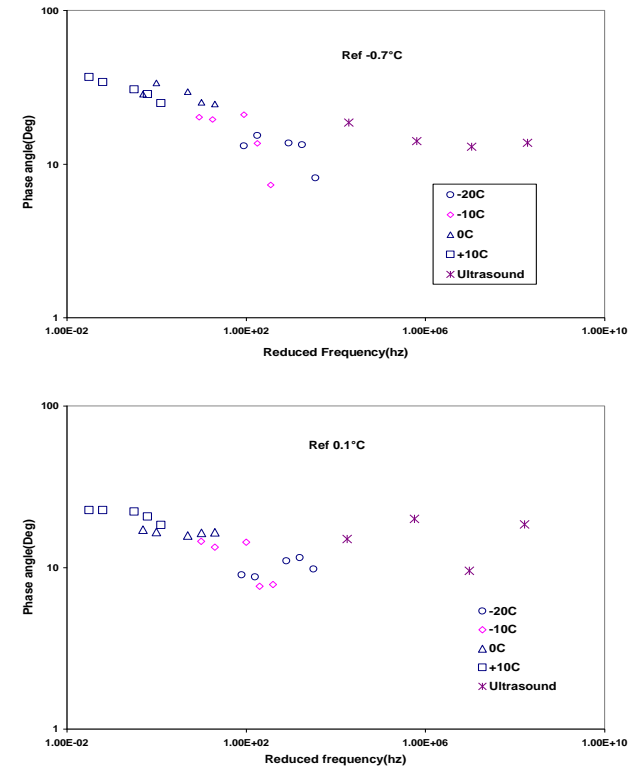 100
Ref -0.7°C
Phase angle(Deg)
10
-20C
-10C
0C
+10C
Ultrasound
1
1.00E-02 1.00E+02 1.00E+06 1.00E+10
Reduced Frequency(hz)
100
Ref 0.1°C
Phase angle(Deg)
10
-20C
-10C
0C
+10C
Ultrasound
1
1.00E-02 1.00E+02 1.00E+06 1.00E+10
Reduced frequency(hz)